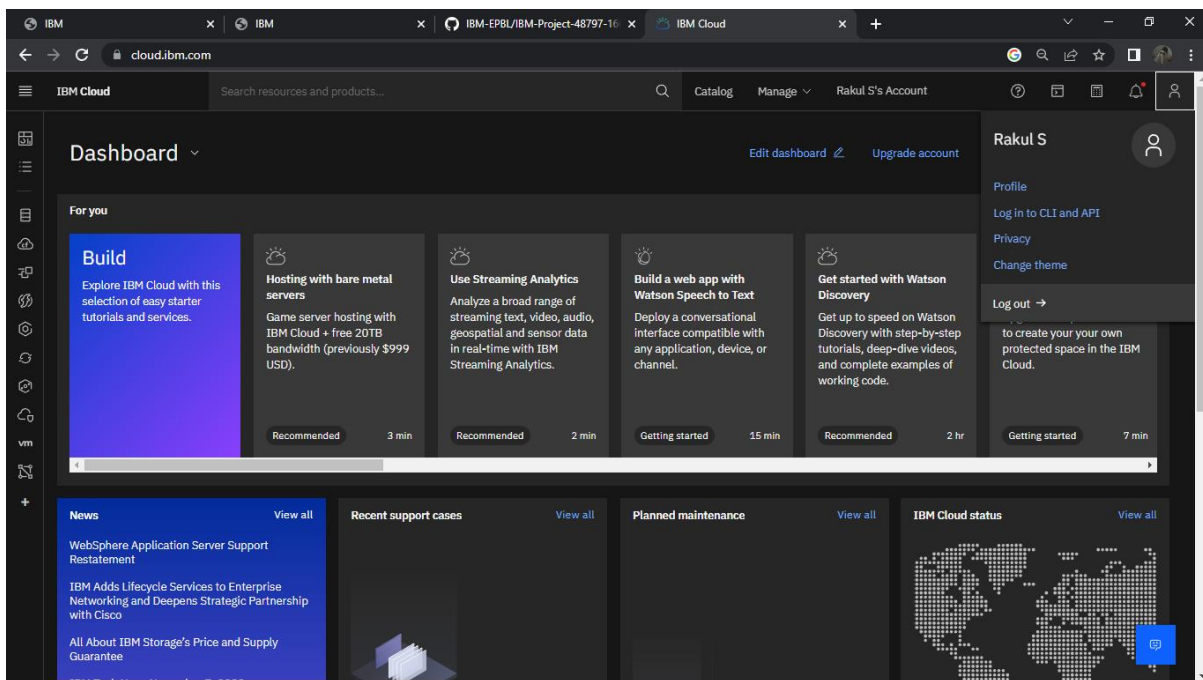 IBM
IBM
IBM-EPBL/IBM-Project-48797-16
IBM Cloud
cloud.ibm.com
IBM Cloud
Search resources and products...
Catalog
Manage
Rakul S's Account
Dashboard
Edit dashboard
Upgrade account
Rakul S
Profile
Log in to CLI and API
Privacy
Change theme
Log out →
For you
Build
Explore IBM Cloud with this
selection of easy starter
tutorials and services.
Hosting with bare metal
servers
Game server hosting with
IBM Cloud + free 20TB
bandwidth (previously $999
USD).
Recommended
3 min
Use Streaming Analytics
Analyze a broad range of
streaming text, video, audio,
geospatial and sensor data
in real-time with IBM
Streaming Analytics.
Recommended
2 min
Build a web app with
Watson Speech to Text
Deploy a conversational
interface compatible with
any application, device, or
channel.
Getting started
15 min
Get started with Watson
Discovery
Get up to speed on Watson
Discovery with step-by-step
tutorials, deep-dive videos,
and complete examples of
working code.
Recommended
2 hr
to create your your own
protected space in the IBM
Cloud.
Getting started
7 min
vm
News
View all
WebSphere Application Server Support
Restatement
IBM Adds Lifecycle Services to Enterprise
Networking and Deepens Strategic Partnership
with Cisco
All About IBM Storage's Price and Supply
Guarantee
Recent support cases
View all
Planned maintenance
View all
IBM Cloud status
View all